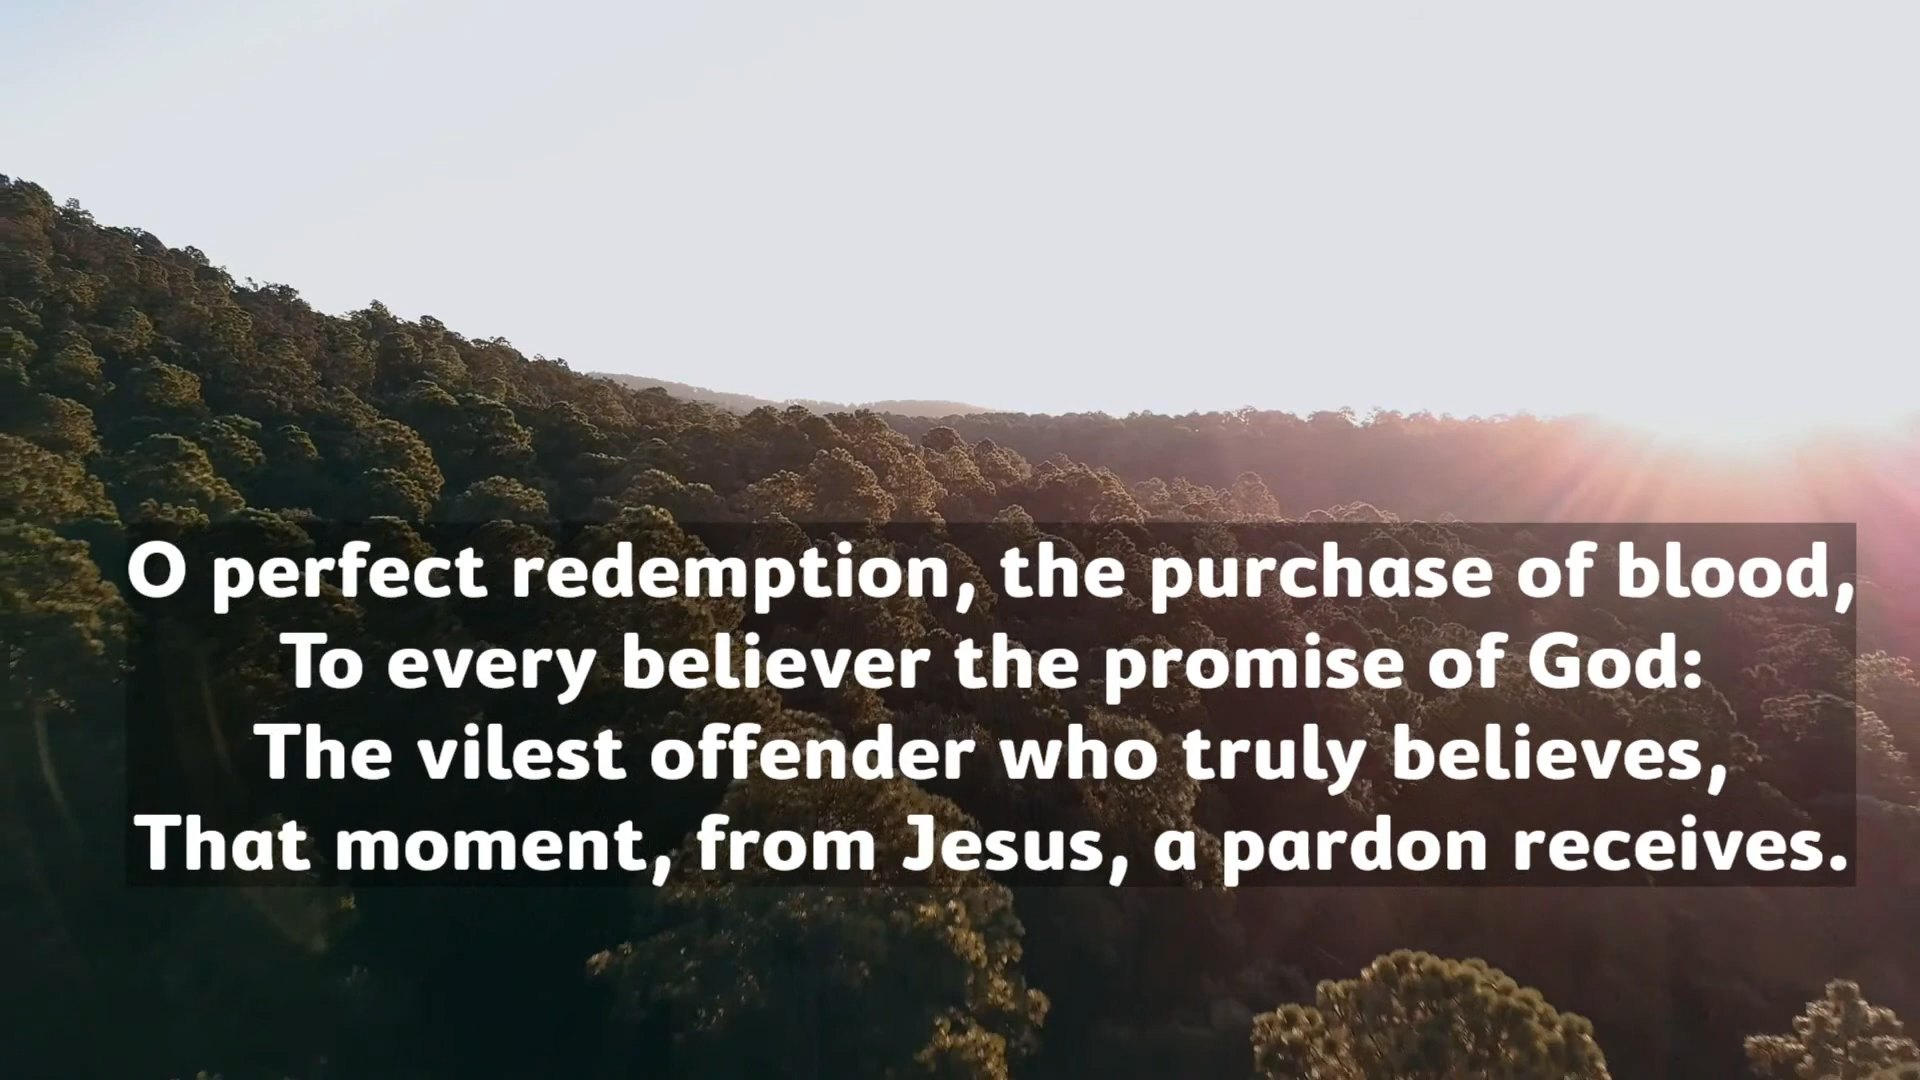 O perfect redemption, the purchase of blood,
To every believer the promise of God:
The vilest offender who truly believes,
That moment, from Jesus, a pardon receives.